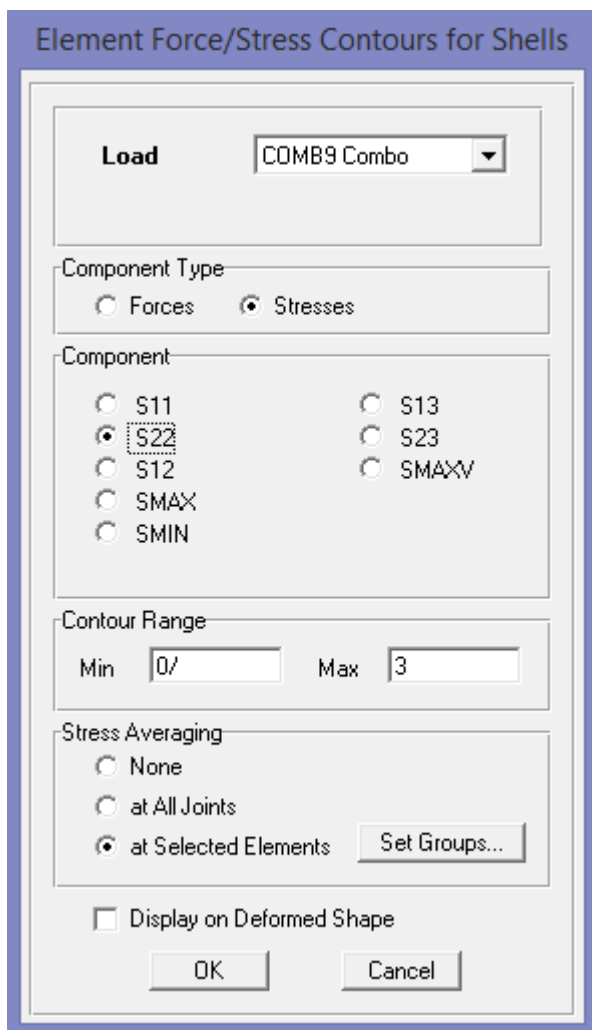 Element Force/Stress Contours for Shells
Load COMB9 Combo
Component Type
Forces Stresses
Component
S11 S13
S22 S23
S12 SMAXV
SMAX
SMIN
Contour Range
Min 0/ Max 3
Stress Averaging
None
at All Joints
at Selected Elements Set Groups...
Display on Deformed Shape
OK Cancel